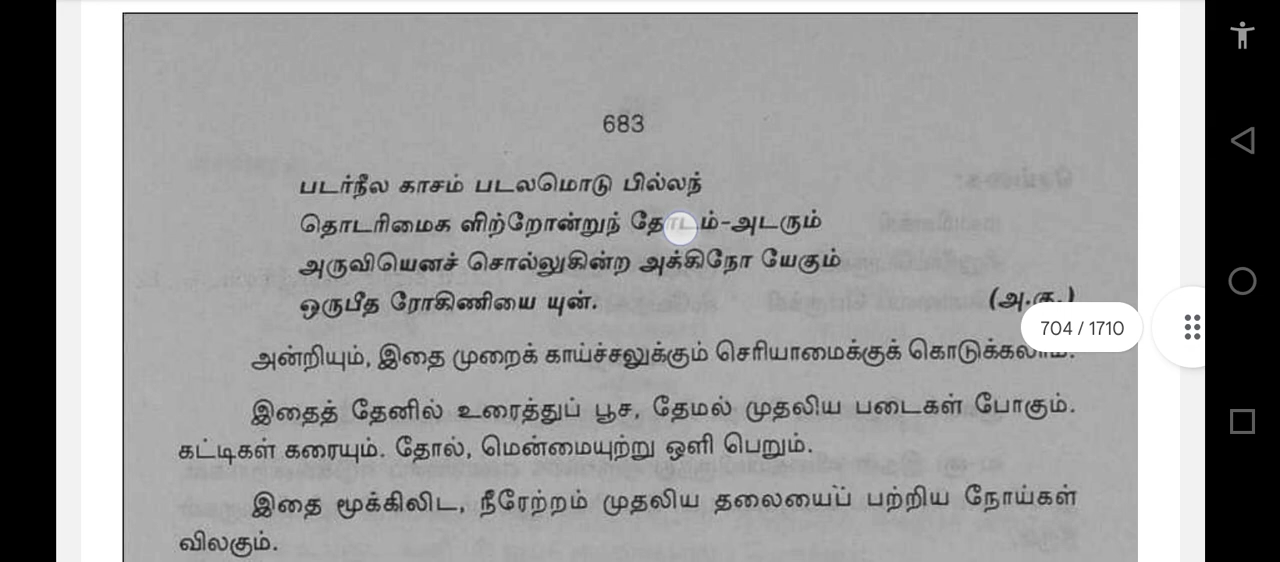 683
படர்நீல காசம் படலமொடு பில்லந்
தொடரிமைக ளிற்றோன்றுந் தோடம்-அடரும்
அருவியெனச் சொல்லுகின்ற அக்கிநோ யேகும்
ஒருபீத ரோகிணியை யுன். (அ.கு.)
704 / 1710
அன்றியும், இதை முறைக் காய்ச்சலுக்கும் செரியாமைக்குக் கொடுக்கலாம்.
இதைத் தேனில் உரைத்துப் பூச, தேமல் முதலிய படைகள் போகும்.
கட்டிகள் கரையும். தோல், மென்மையுற்று ஒளி பெறும்.
இதை மூக்கிலிட, நீரேற்றம் முதலிய தலையைப் பற்றிய நோய்கள்
விலகும்.